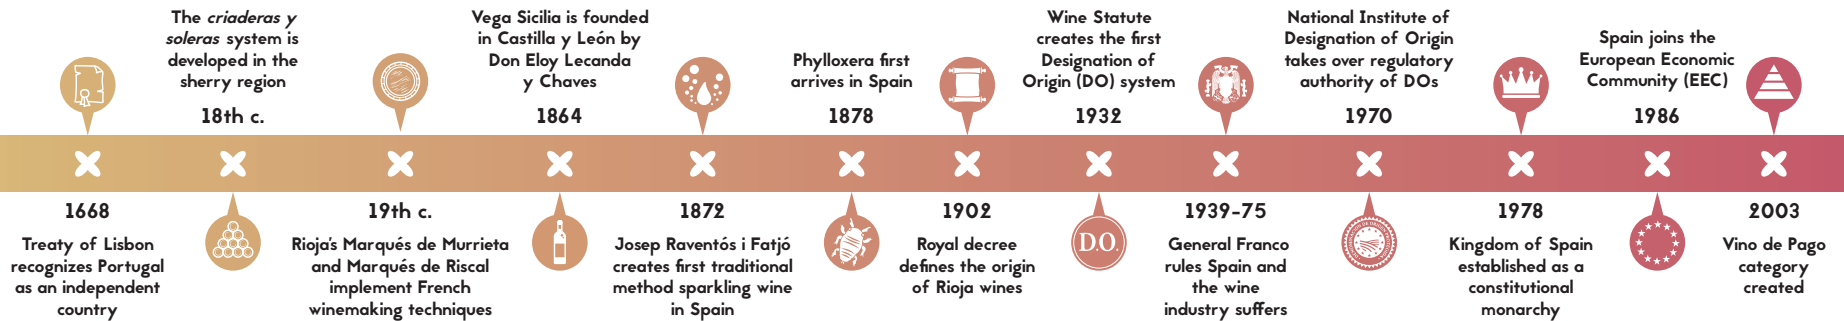 1668
Treaty of Lisbon
recognizes Portugal
as an independent
country
The criaderas y
soleras system is
developed in the
sherry region
18th c.
19th c.
Rioja's Marqués de Murrieta
and Marqués de Riscal
implement French
winemaking techniques
Vega Sicilia is founded
in Castilla y León by
Don Eloy Lecanda
y Chaves
1864
1872
Josep Raventós i Fatjó
creates first traditional
method sparkling wine
in Spain
Phylloxera first
arrives in Spain
1878
1902
Royal decree
defines the origin
of Rioja wines
Wine Statute
creates the first
Designation of
Origin (DO) system
1932
D.O.
1939-75
General Franco
rules Spain and
the wine
industry suffers
National Institute of
Designation of Origin
takes over regulatory
authority of DOs
1970
1978
Kingdom of Spain
established as a
constitutional
monarchy
Spain joins the
European Economic
Community (EEC)
1986
2003
Vino de Pago
category
created